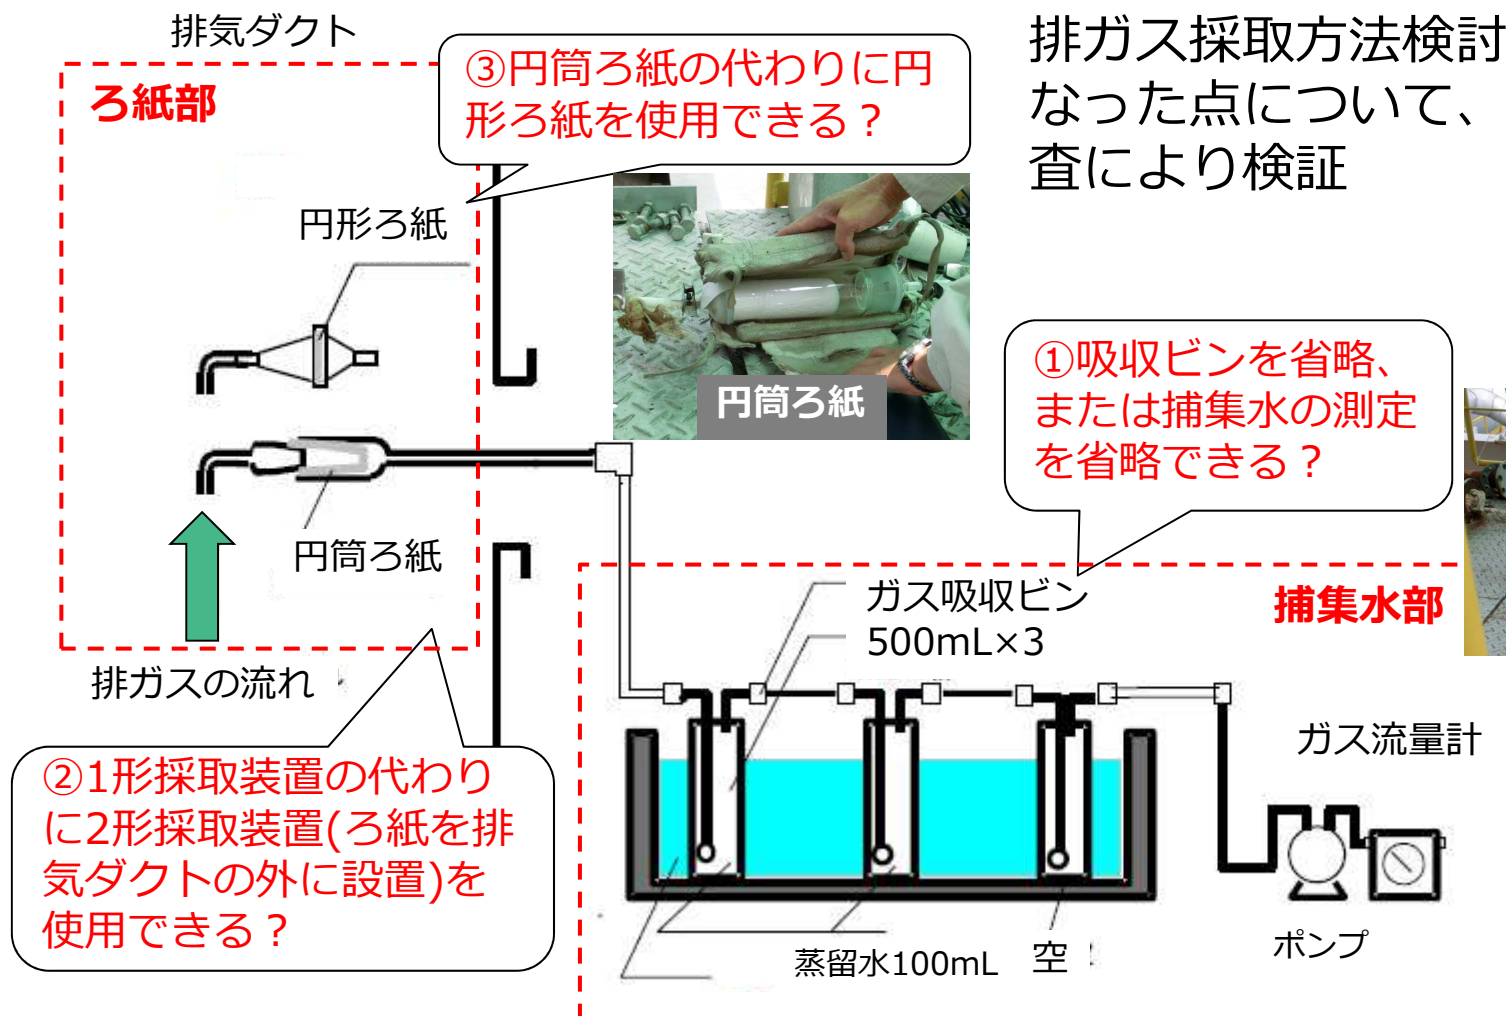 排気ダクト
ろ紙部
③円筒ろ紙の代わりに円
形ろ紙を使用できる？
排ガス採取方法検討
なった点について、
査により検証
円形ろ紙
円筒ろ紙
①吸収ビンを省略、
または捕集水の測定
を省略できる？
円筒ろ紙
排ガスの流れ
ガス吸収ビン
500mL×3
捕集水部
②1形採取装置の代わり
に2形採取装置(ろ紙を排
気ダクトの外に設置)を
使用できる？
ガス流量計
蒸留水100mL
空
ポンプ